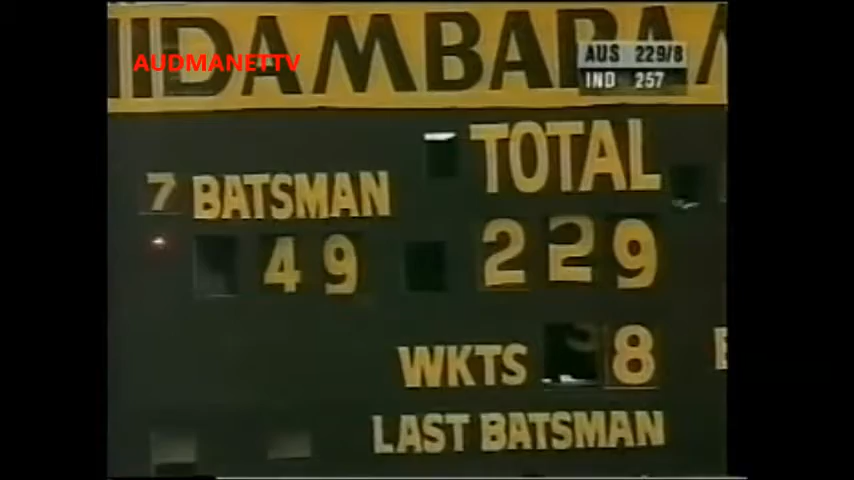 IDAMBARA
AUDMANETTV
AUS 229/8
IND 257
TOTAL
7 BATSMAN
49
229
WKTS 8
LAST BATSMAN